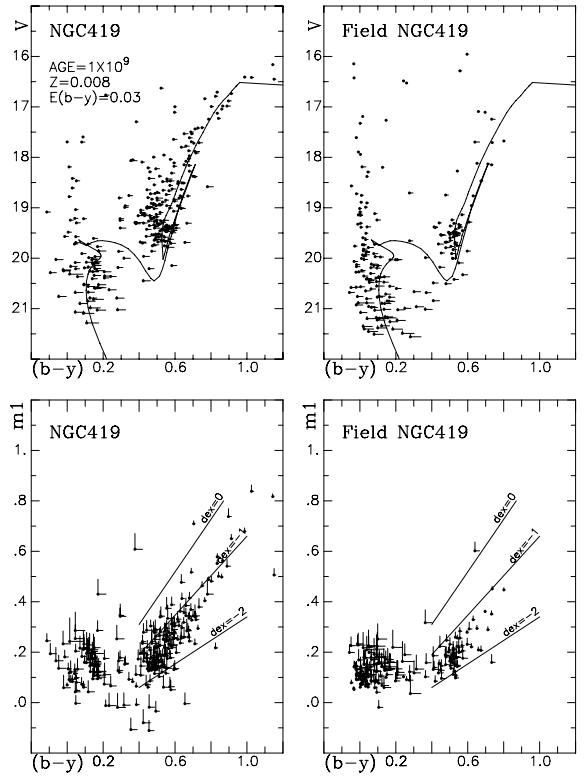 NGC419
AGE=1X10⁹
Z=0.008
E(b-y)=0.03
V
16
17
18
19
20
21
(b-y)
0.2
0.6
1.0
Field NGC419
V
15
16
17
18
19
20
21
(b-y)
0.2
0.6
1.0
NGC419
m1
1.
.8
.6
.4
.2
.0
dex=0
dex=-1
dex=-2
(b-y)
0.2
0.6
1.0
Field NGC419
m1
1.
.8
.6
.4
.2
.0
dex=0
dex=-1
dex=-2
(b-y)
0.2
0.6
1.0